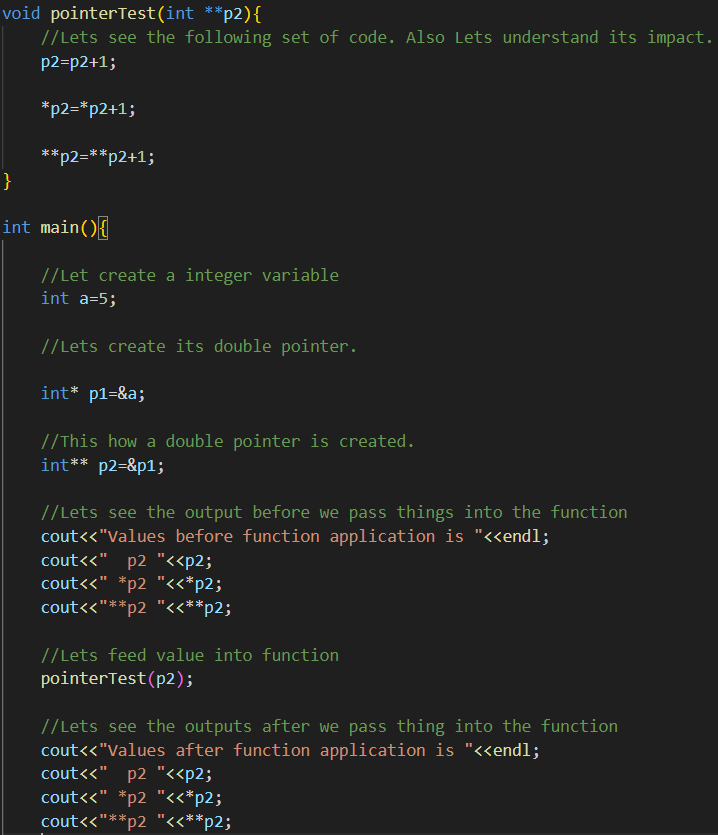 void pointerTest(int **p2){
//Lets see the following set of code. Also Lets understand its impact.
p2=p2+1;
*p2=*p2+1;
**p2=**p2+1;
}
int main(){
//Let create a integer variable
int a=5;
//Lets create its double pointer.
int* p1=&a;
//This how a double pointer is created.
int** p2=&p1;
//Lets see the output before we pass things into the function
cout<<"Values before function application is "<<endl;
cout<<"  p2 "<<p2;
cout<<" *p2 "<<*p2;
cout<<"**p2 "<<**p2;
//Lets feed value into function
pointerTest(p2);
//Lets see the outputs after we pass thing into the function
cout<<"Values after function application is "<<endl;
cout<<"  p2 "<<p2;
cout<<" *p2 "<<*p2;
cout<<"**p2 "<<**p2;